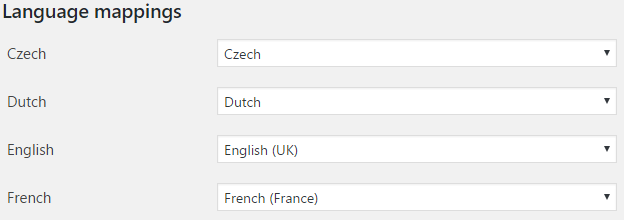 Language mappings
Czech Czech
Dutch Dutch
English English (UK)
French French (France)